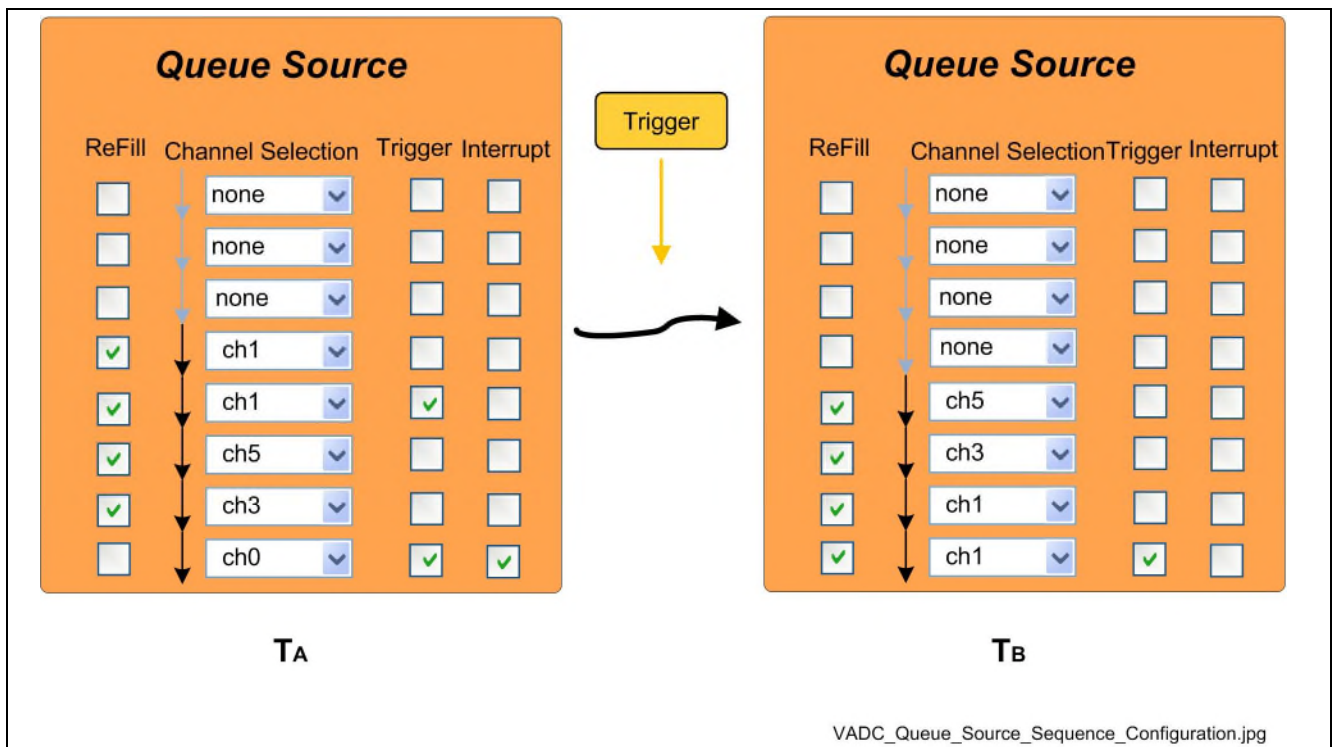 Queue Source
ReFill Channel Selection Trigger Interrupt
none
none
none
ch1
ch1
ch5
ch3
ch0
TA
Trigger
Queue Source
ReFill Channel Selection Trigger Interrupt
none
none
none
none
ch5
ch3
ch1
ch1
TB
VADC_Queue_Source_Sequence_Configuration.jpg